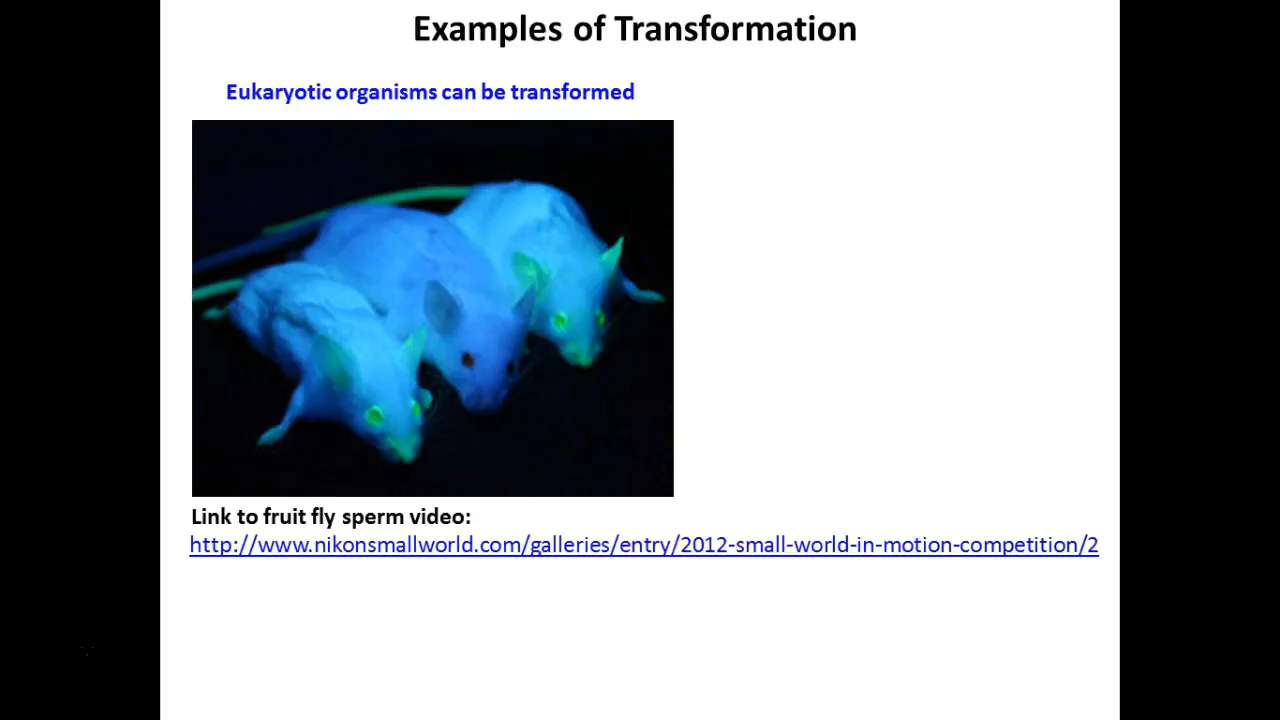 Examples of Transformation
Eukaryotic organisms can be transformed
Link to fruit fly sperm video:
http://www.nikonsmallworld.com/galleries/entry/2012-small-world-in-motion-competition/2